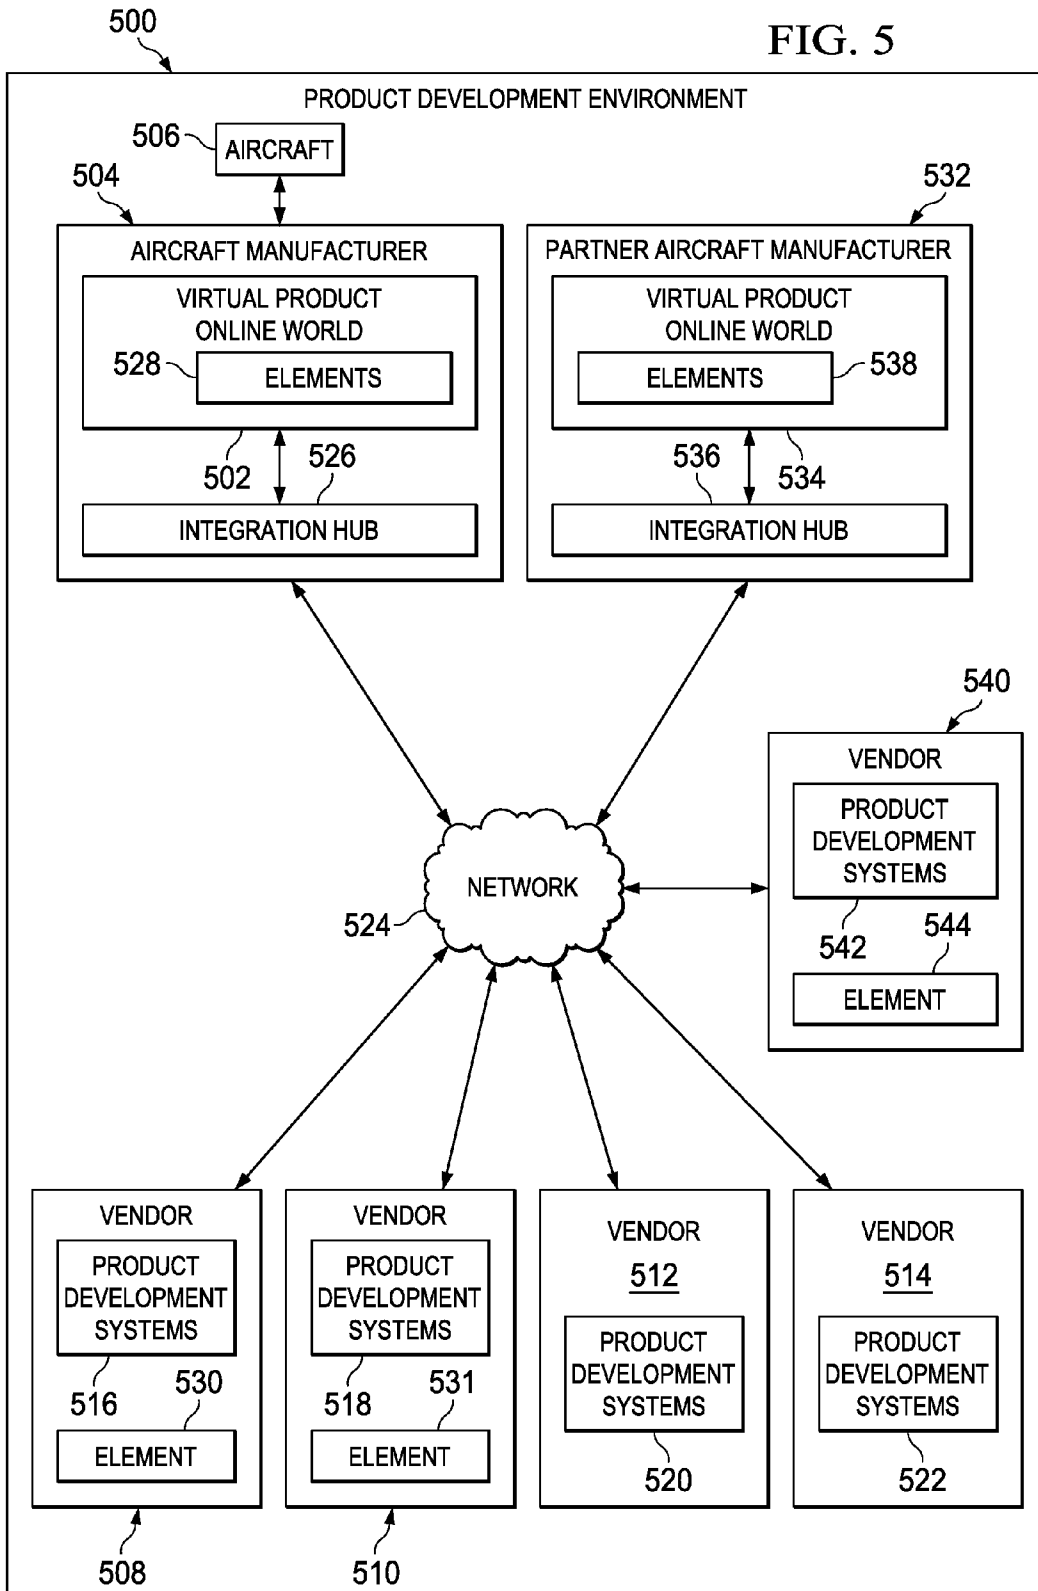 500
FIG. 5
PRODUCT DEVELOPMENT ENVIRONMENT
506
AIRCRAFT
504
532
AIRCRAFT MANUFACTURER
VIRTUAL PRODUCT
ONLINE WORLD
528
ELEMENTS
502
526
INTEGRATION HUB
PARTNER AIRCRAFT MANUFACTURER
VIRTUAL PRODUCT
ONLINE WORLD
ELEMENTS
538
536
534
INTEGRATION HUB
540
VENDOR
PRODUCT
DEVELOPMENT
SYSTEMS
542
544
ELEMENT
NETWORK
524
VENDOR
PRODUCT
DEVELOPMENT
SYSTEMS
516
530
ELEMENT
508
VENDOR
PRODUCT
DEVELOPMENT
SYSTEMS
518
531
ELEMENT
510
VENDOR
512
PRODUCT
DEVELOPMENT
SYSTEMS
520
VENDOR
514
PRODUCT
DEVELOPMENT
SYSTEMS
522